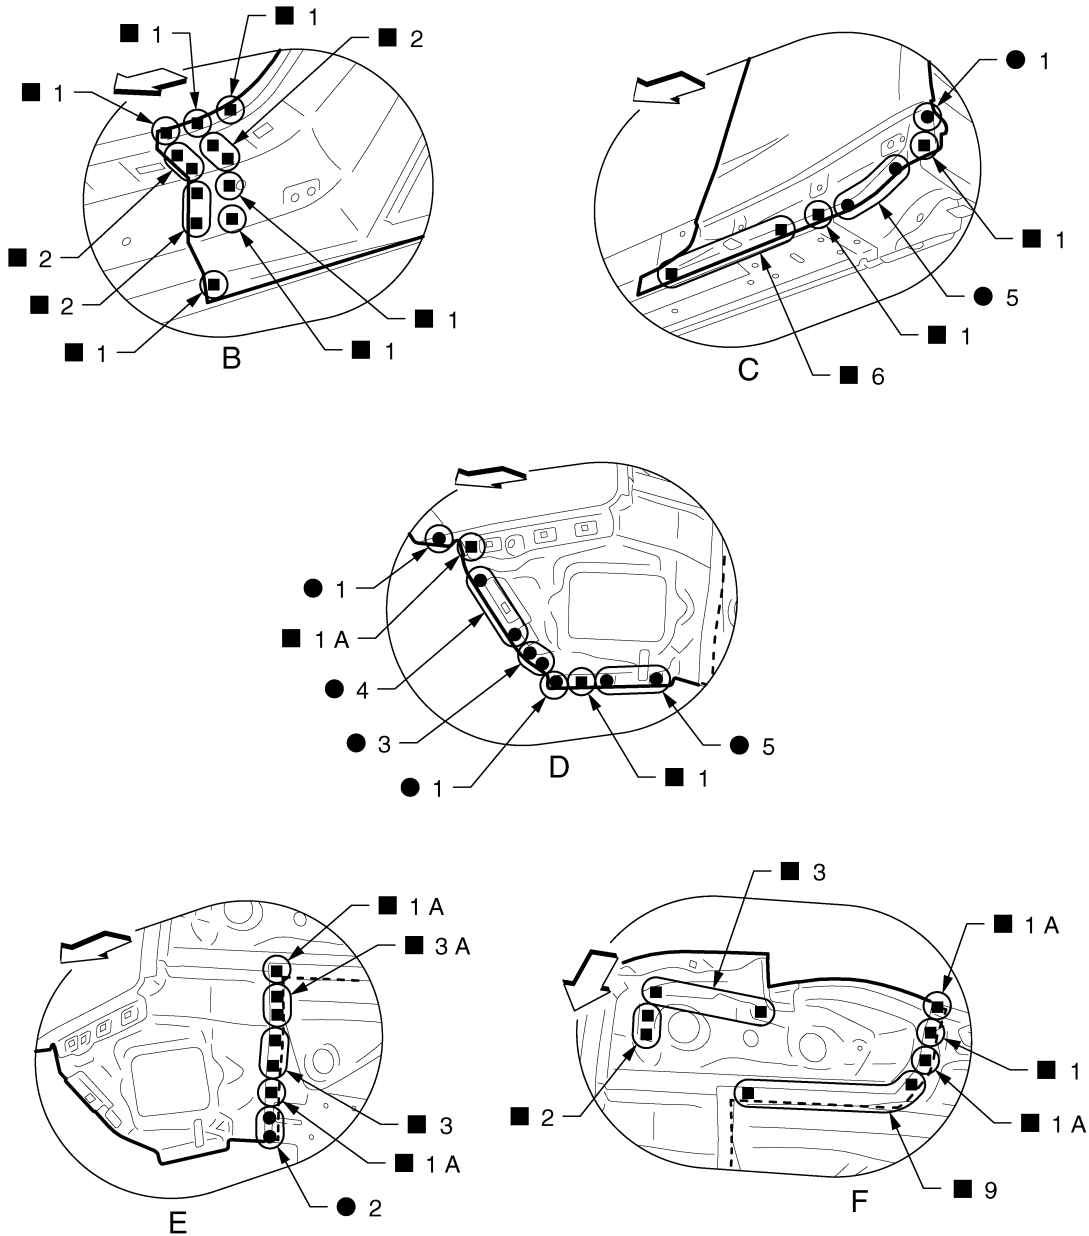 ■ 1
■ 1
■ 2
■ 1
■ 2
■ 2
■ 1
■ 1
■ 1
B
● 1
■ 1
● 5
■ 1
■ 6
C
● 1
■ 1 A
● 4
● 3
● 1
● 5
■ 1
D
■ 1 A
■ 3 A
■ 3
■ 1 A
● 2
E
■ 3
■ 1 A
■ 1
■ 1 A
■ 2
■ 9
F